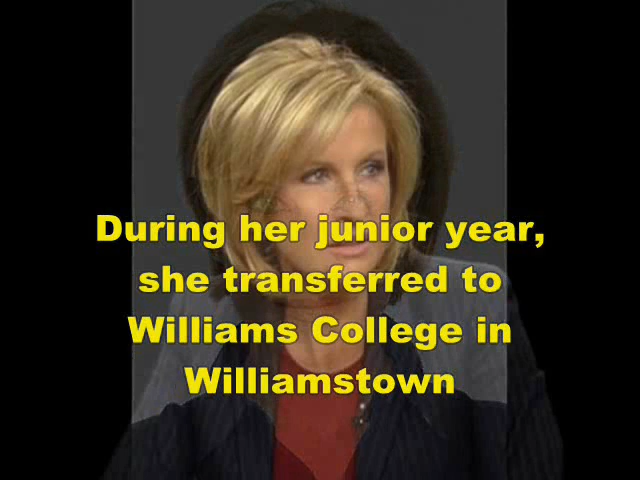 During her junior year,
she transferred to
Williams College in
Williamstown